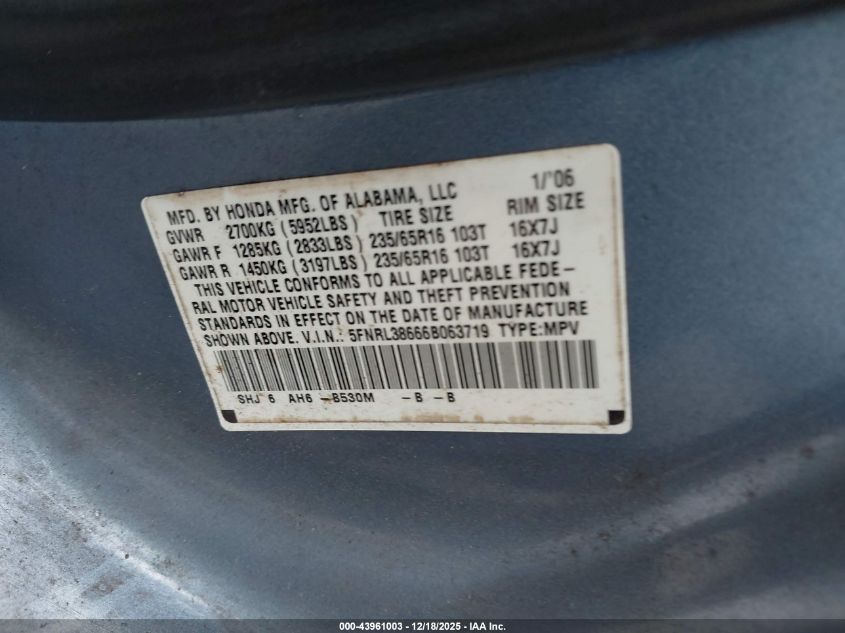 MFD. BY HONDA MFG. OF ALABAMA, LLC 1/'06
GVWR 2700KG (5952LBS) TIRE SIZE RIM SIZE
GAWR F 1285KG (2833LBS) 235/65R16 103T 16X7J
GAWR R 1450KG (3197LBS) 235/65R16 103T 16X7J
THIS VEHICLE CONFORMS TO ALL APPLICABLE FEDE-
RAL MOTOR VEHICLE SAFETY AND THEFT PREVENTION
STANDARDS IN EFFECT ON THE DATE OF MANUFACTURE
SHOWN ABOVE. V.I.N.: 5FNRL38666B063719 TYPE:MPV
SHJ 6 AH6 -B530M -B -B
000-43961003 - 12/18/2025 - IAA Inc.